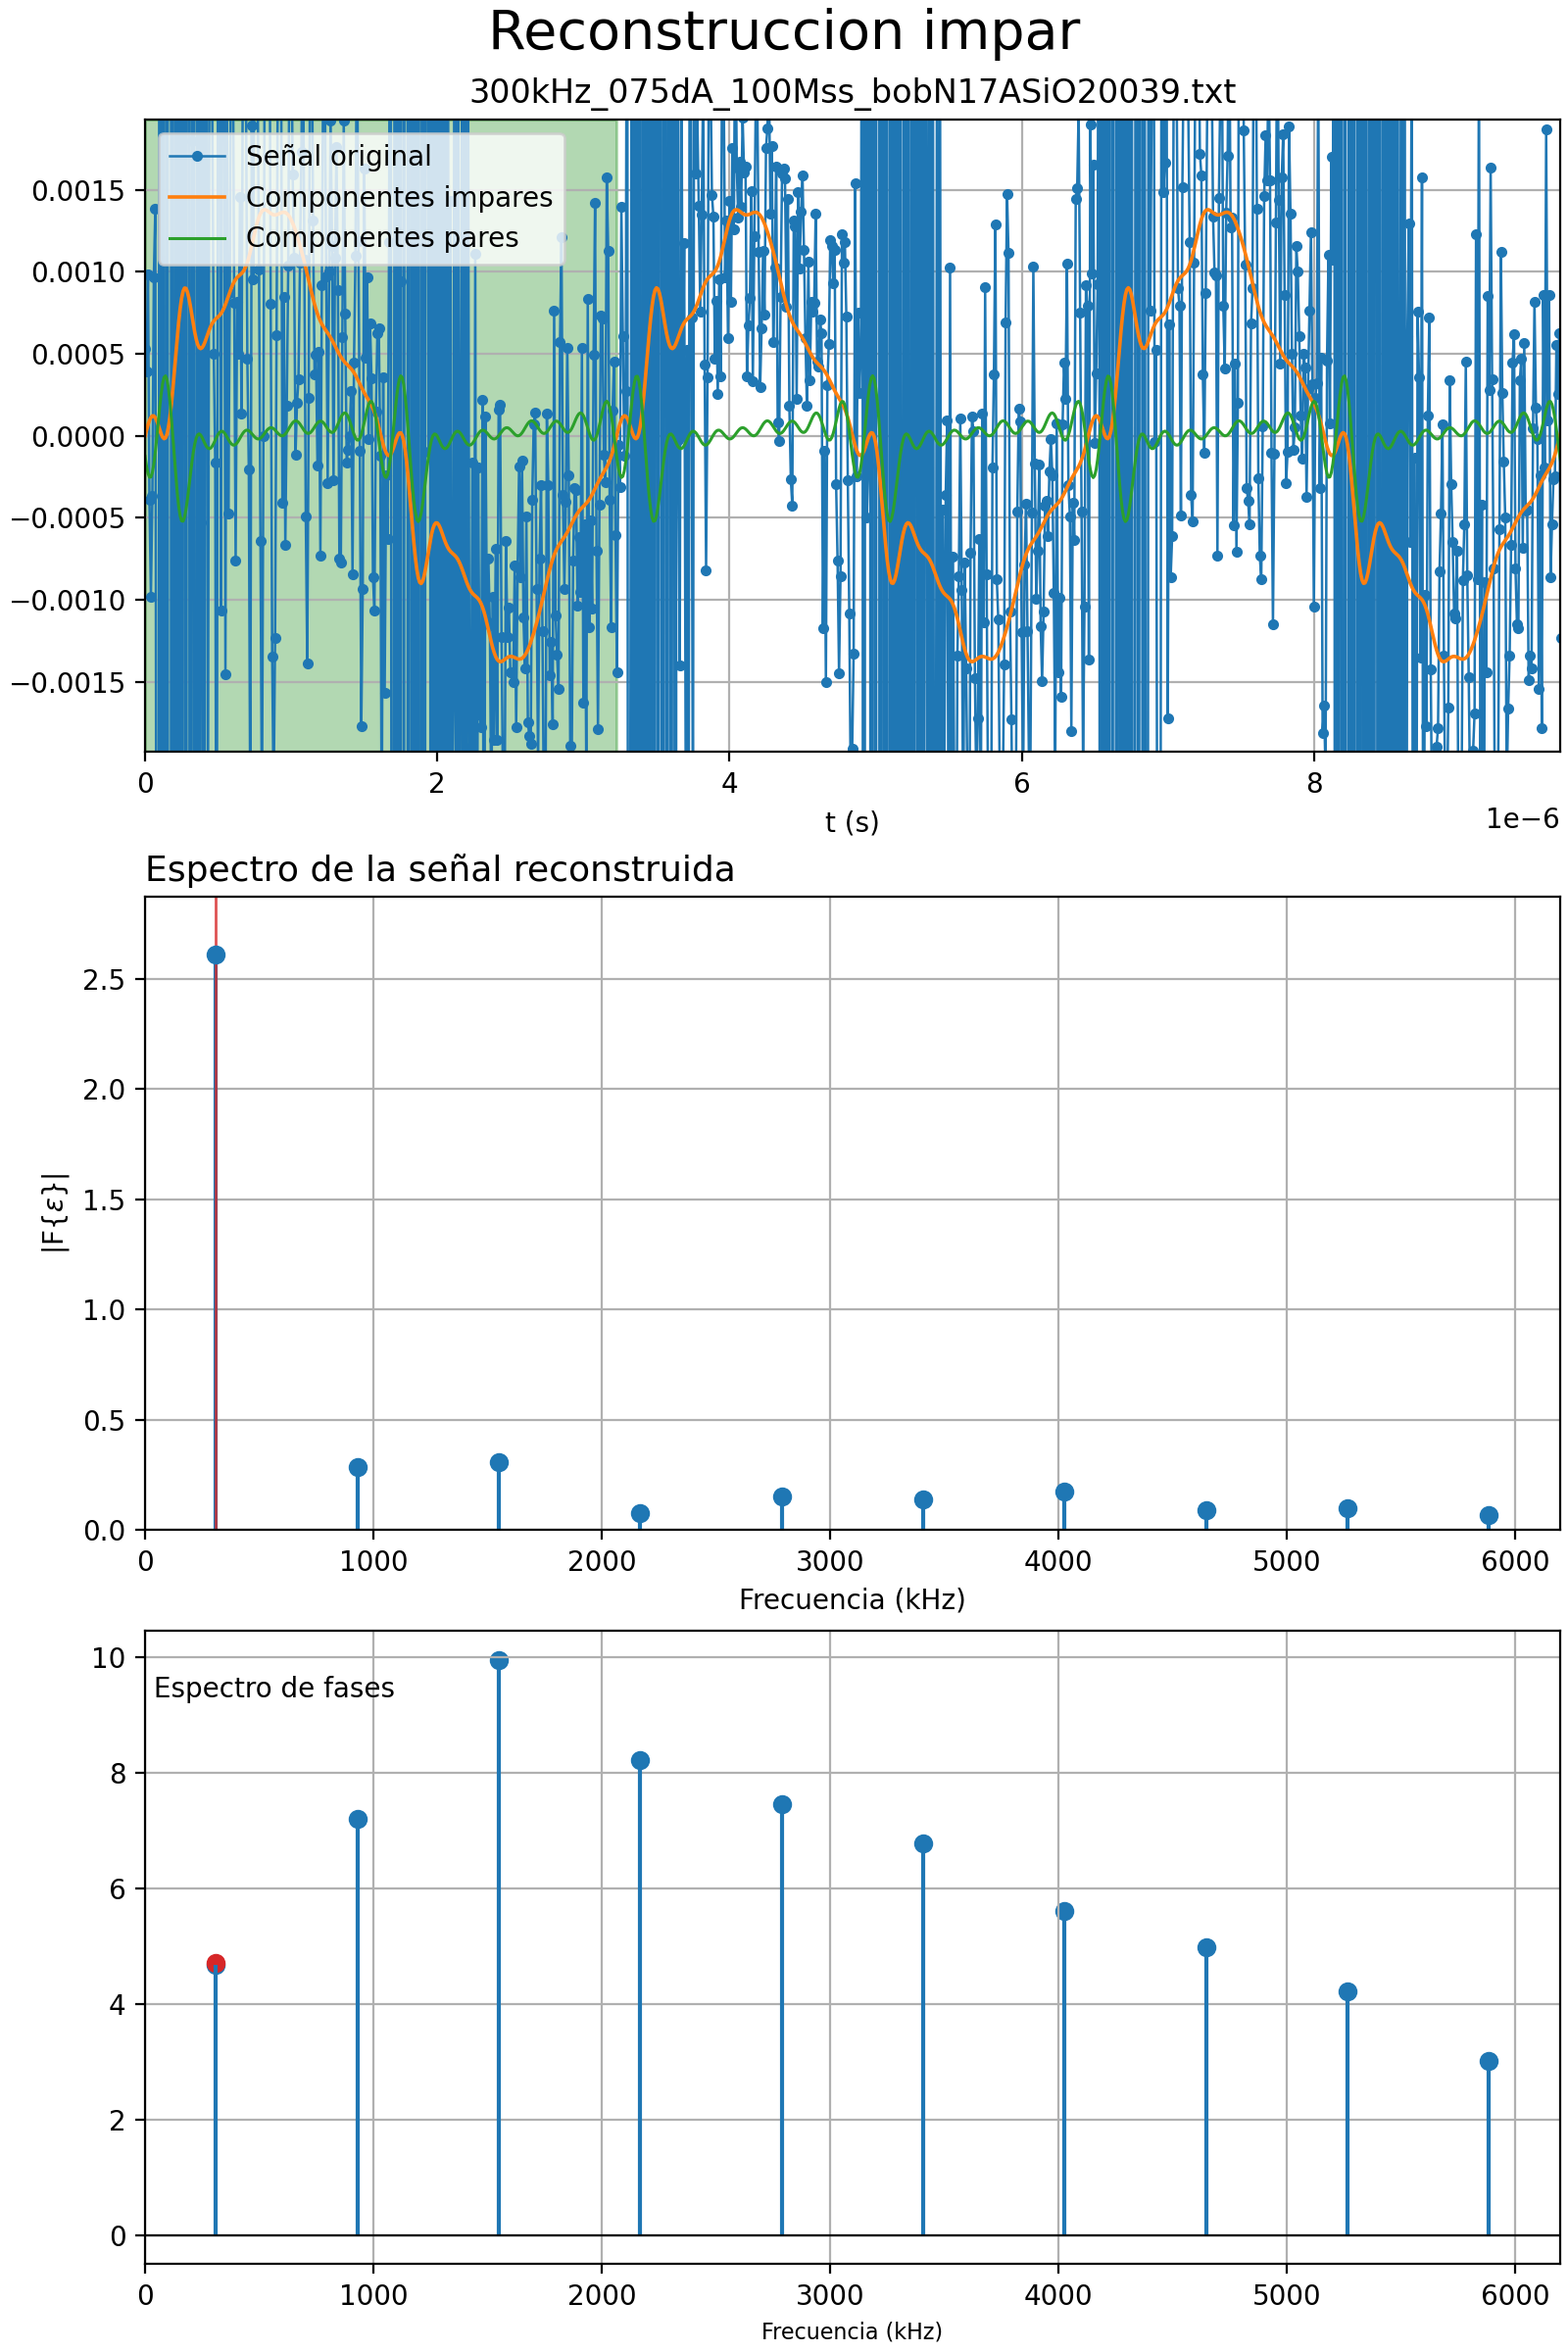 Reconstruccion impar
300kHz_075dA_100Mss_bobN17ASiO20039.txt
Señal original
Componentes impares
Componentes pares
0.0015
0.0010
0.0005
0.0000
−0.0005
−0.0010
−0.0015
0 2 4 6 8
1e−6
t (s)
Espectro de la señal reconstruida
|F{ε}|
2.5
2.0
1.5
1.0
0.5
0.0
0 1000 2000 3000 4000 5000 6000
Frecuencia (kHz)
Espectro de fases
10
8
6
4
2
0
0 1000 2000 3000 4000 5000 6000
Frecuencia (kHz)